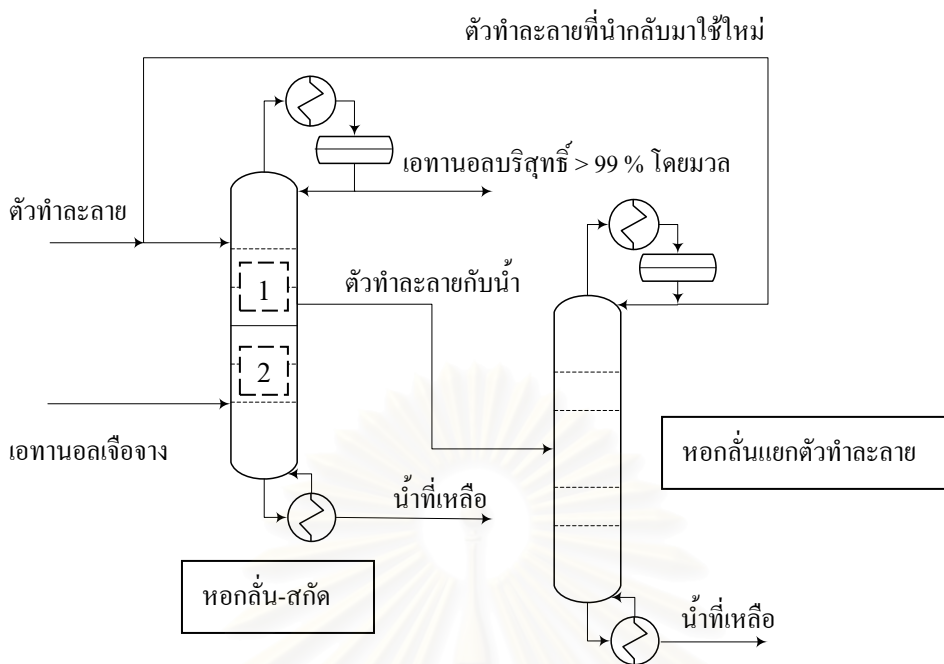 ตัวทำละลายที่นำกลับมาใช้ใหม่
เอทานอลบริสุทธิ์ > 99 % โดยมวล
ตัวทำละลาย
1
ตัวทำละลายกับน้ำ
2
เอทานอลเจือจาง
หอกลั่นแยกตัวทำละลาย
น้ำที่เหลือ
หอกลั่น-สกัด
น้ำที่เหลือ